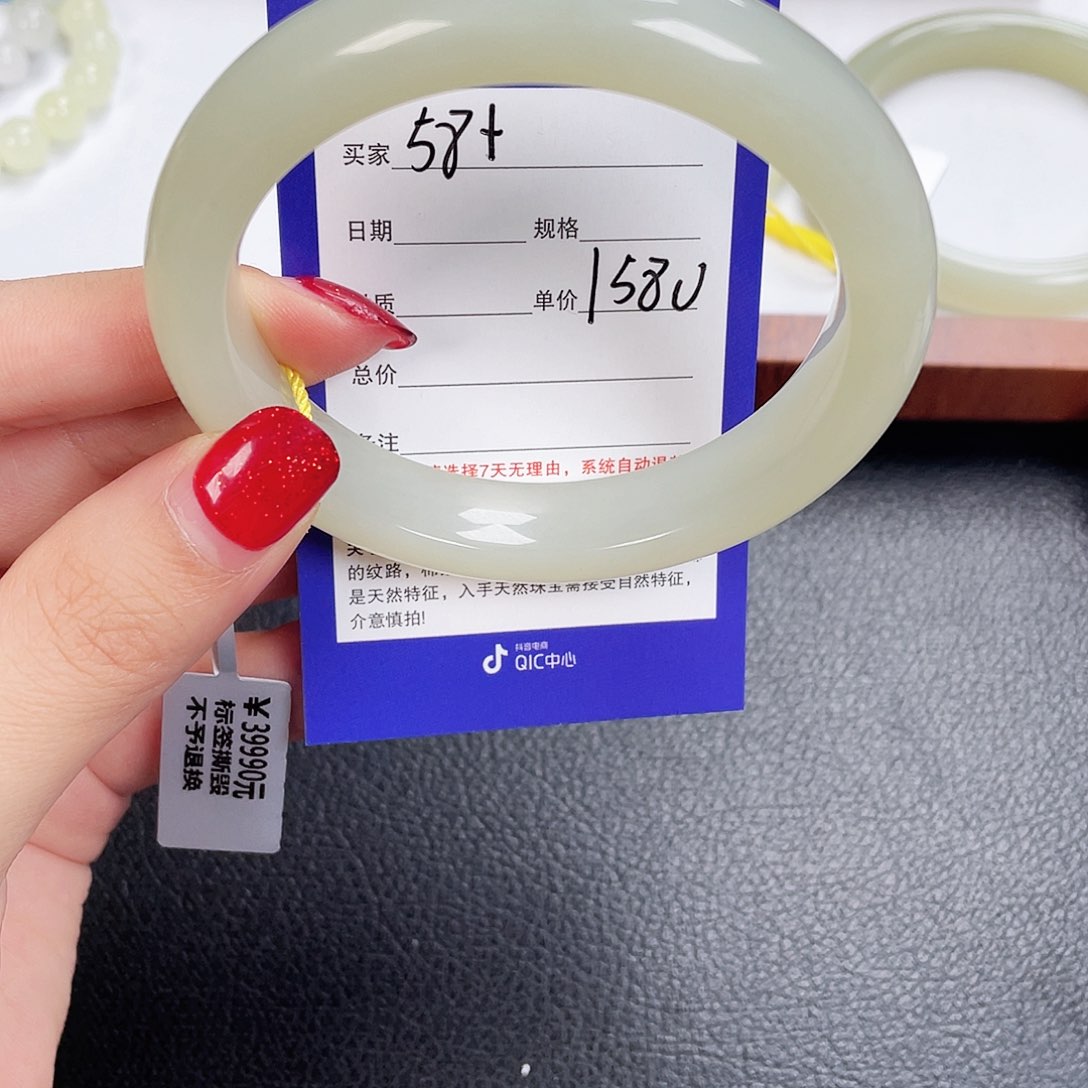 买家 58+
日期 规格
质 单价 1580
总价
备注
选择7天无理由，系统自动退
的纹路，棉
是天然特征，入手天然珠宝需接受自然特征，
介意慎拍!
抖音电商
QIC中心
¥39990元
标签撕毁
不予退换